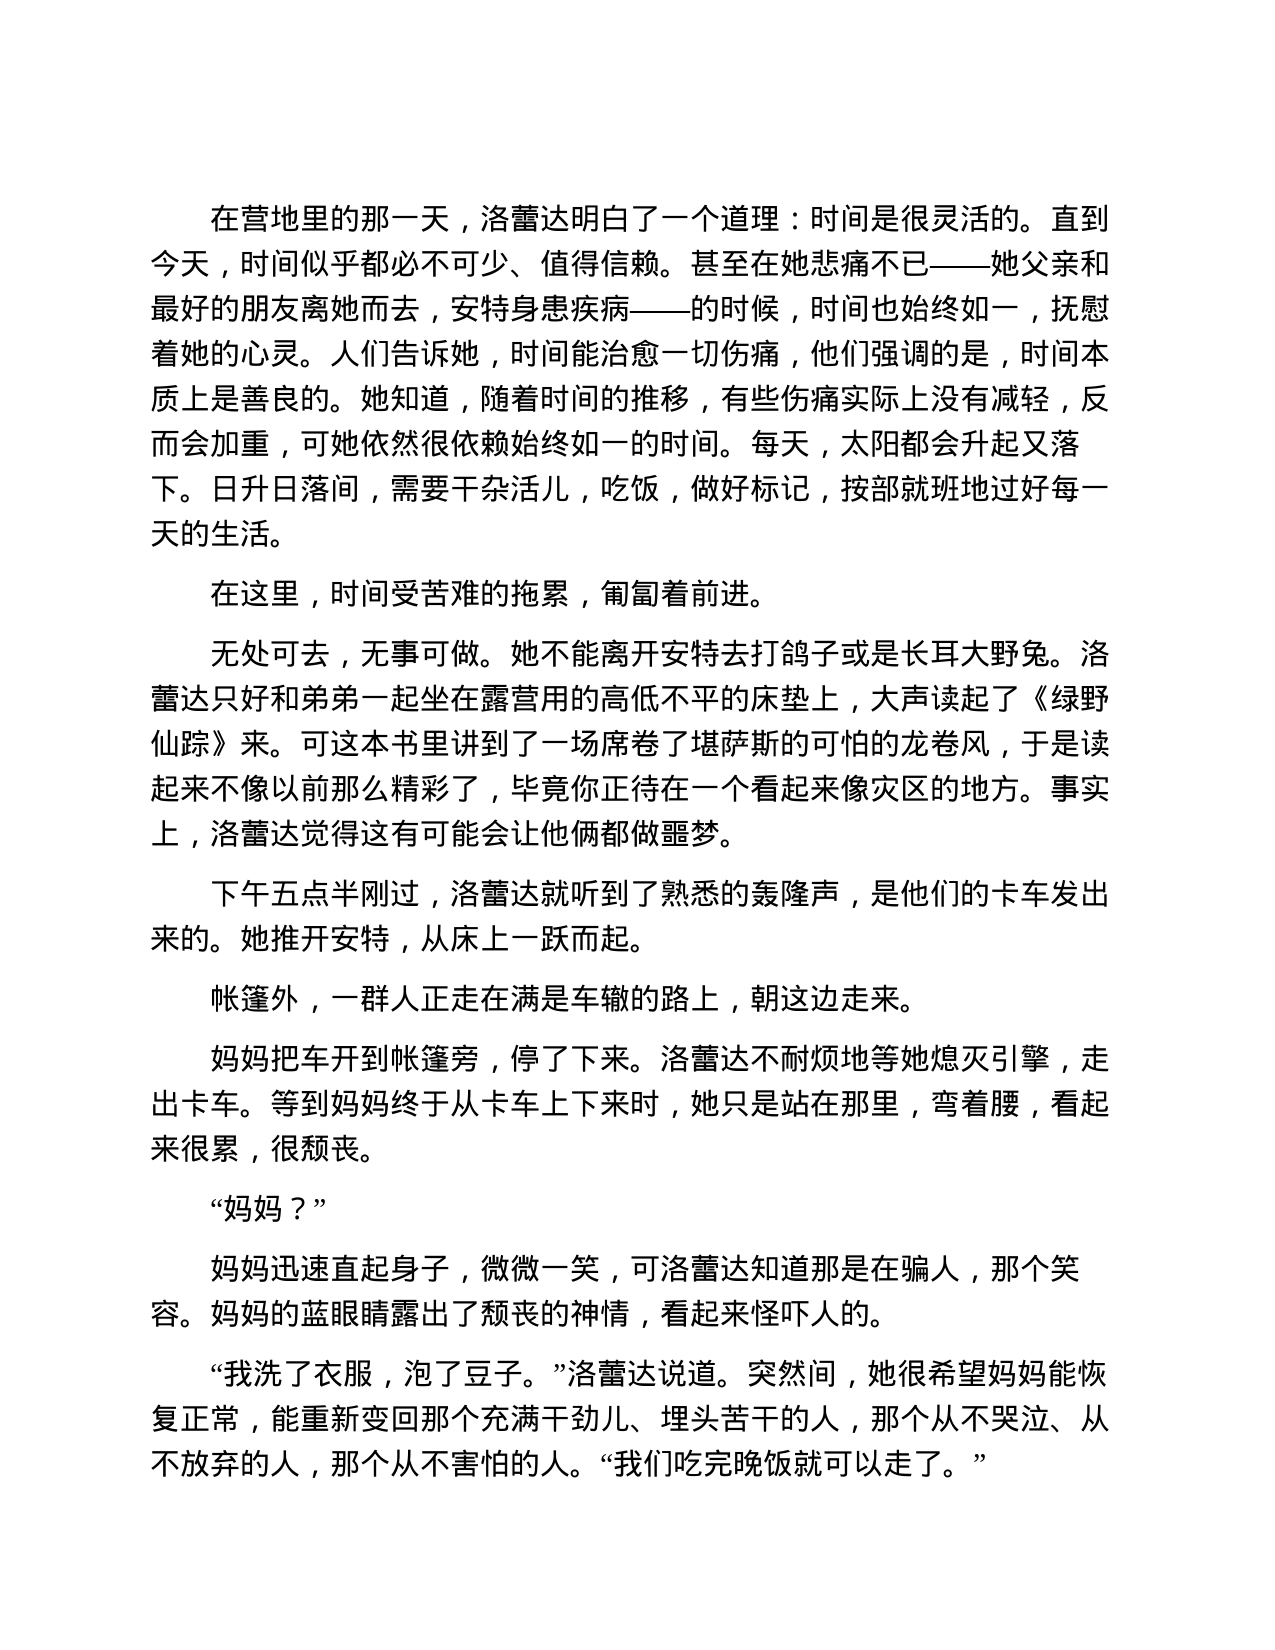 在营地里的那一天，洛蕾达明白了一个道理：时间是很灵活的。直到
今天，时间似乎都必不可少、值得信赖。甚至在她悲痛不已——她父亲和
最好的朋友离她而去，安特身患疾病——的时候，时间也始终如一，抚慰
着她的心灵。人们告诉她，时间能治愈一切伤痛，他们强调的是，时间本
质上是善良的。她知道，随着时间的推移，有些伤痛实际上没有减轻，反
而会加重，可她依然很依赖始终如一的时间。每天，太阳都会升起又落
下。日升日落间，需要干杂活儿，吃饭，做好标记，按部就班地过好每一
天的生活。
在这里，时间受苦难的拖累，匍匐着前进。
无处可去，无事可做。她不能离开安特去打鸽子或是长耳大野兔。洛
蕾达只好和弟弟一起坐在露营用的高低不平的床垫上，大声读起了《绿野
仙踪》来。可这本书里讲到了一场席卷了堪萨斯的可怕的龙卷风，于是读
起来不像以前那么精彩了，毕竟你正待在一个看起来像灾区的地方。事实
上，洛蕾达觉得这有可能会让他俩都做噩梦。
下午五点半刚过，洛蕾达就听到了熟悉的轰隆声，是他们的卡车发出
来的。她推开安特，从床上一跃而起。
帐篷外，一群人正走在满是车辙的路上，朝这边走来。
妈妈把车开到帐篷旁，停了下来。洛蕾达不耐烦地等她熄灭引擎，走
出卡车。等到妈妈终于从卡车上下来时，她只是站在那里，弯着腰，看起
来很累，很颓丧。
“妈妈？”
妈妈迅速直起身子，微微一笑，可洛蕾达知道那是在骗人，那个笑
容。妈妈的蓝眼睛露出了颓丧的神情，看起来怪吓人的。
“我洗了衣服，泡了豆子。”洛蕾达说道。突然间，她很希望妈妈能恢
复正常，能重新变回那个充满干劲儿、埋头苦干的人，那个从不哭泣、从
不放弃的人，那个从不害怕的人。“我们吃完晚饭就可以走了。”